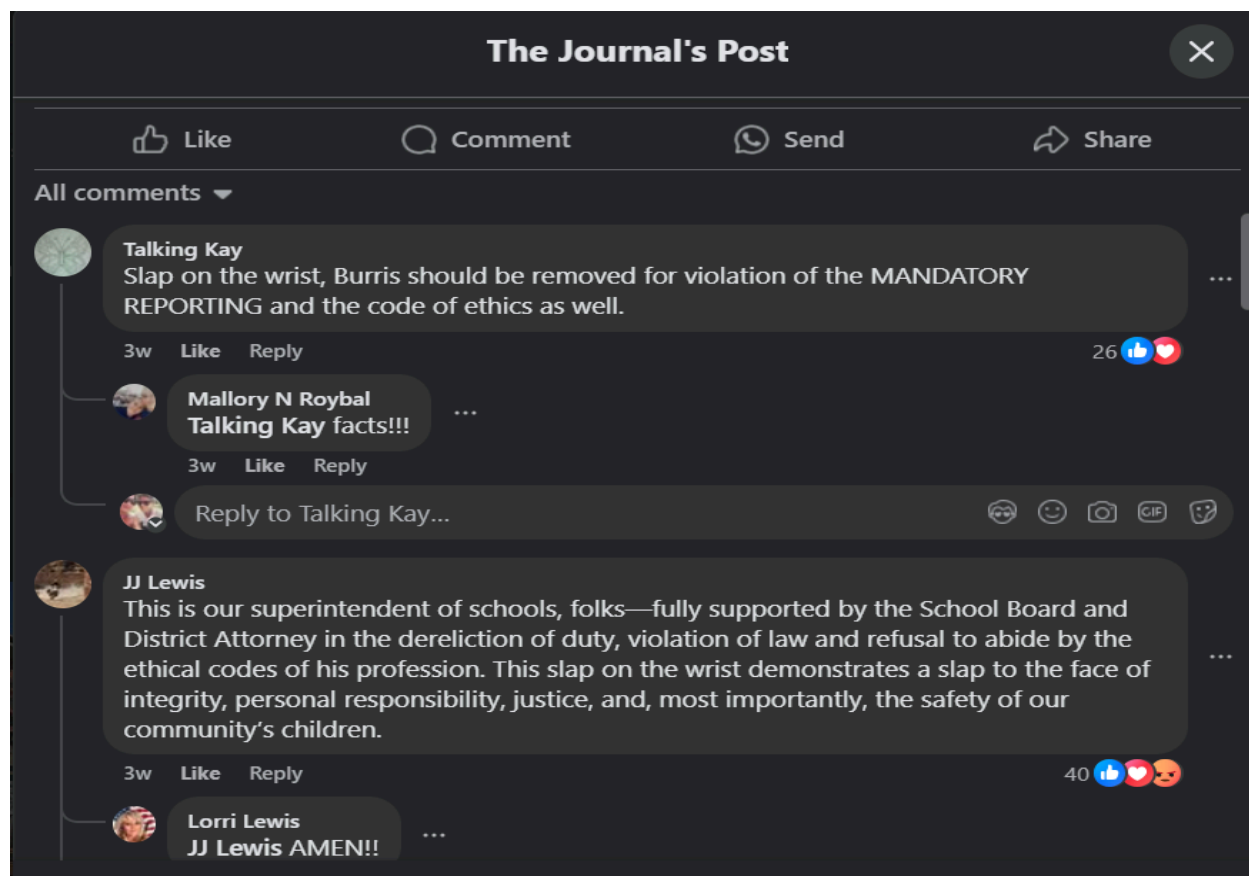 The Journal's Post
Like
Comment
Send
Share
All comments
Talking Kay
Slap on the wrist, Burris should be removed for violation of the MANDATORY
REPORTING and the code of ethics as well.
3w Like Reply
26
Mallory N Roybal
Talking Kay facts!!!
3w Like Reply
Reply to Talking Kay...
GIF
JJ Lewis
This is our superintendent of schools, folks—fully supported by the School Board and
District Attorney in the dereliction of duty, violation of law and refusal to abide by the
ethical codes of his profession. This slap on the wrist demonstrates a slap to the face of
integrity, personal responsibility, justice, and, most importantly, the safety of our
community's children.
3w Like Reply
40
Lorri Lewis
JJ Lewis AMEN!!